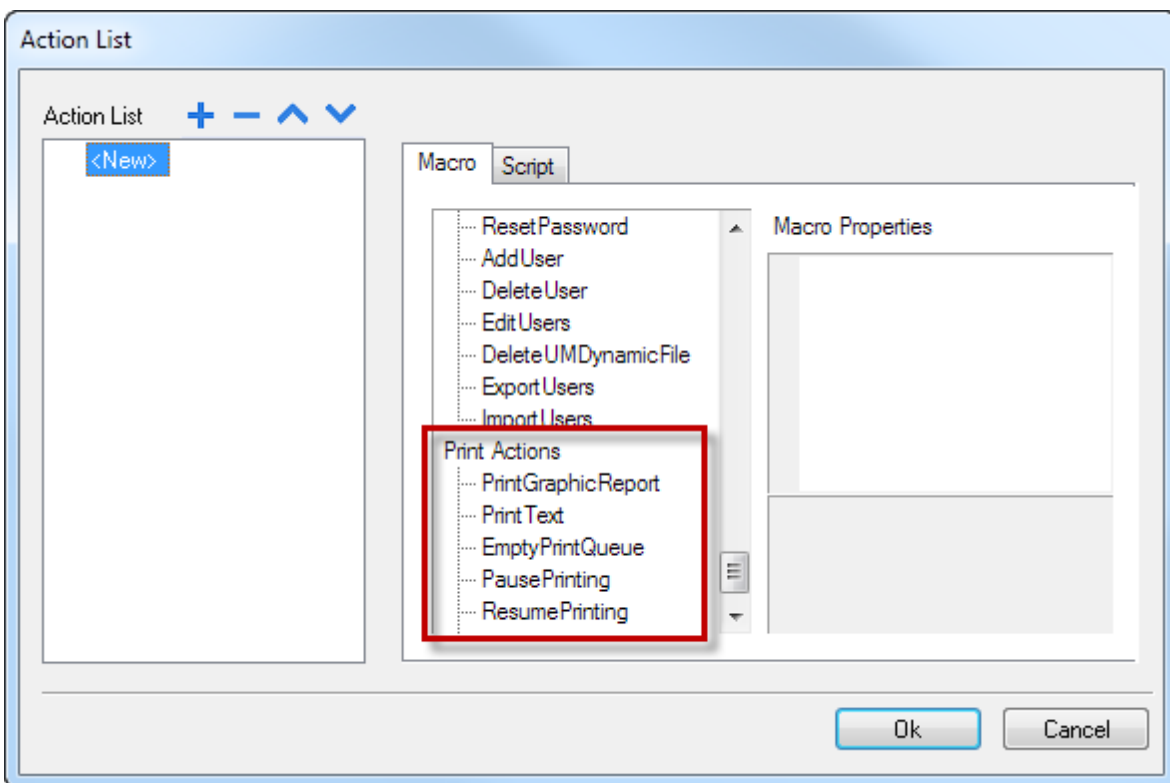 Action List
Action List
<New>
Macro
Script
ResetPassword
AddUser
DeleteUser
EditUsers
DeleteUMDynamicFile
ExportUsers
ImportUsers
Print Actions
PrintGraphicReport
PrintText
EmptyPrintQueue
PausePrinting
ResumePrinting
Macro Properties
Ok
Cancel